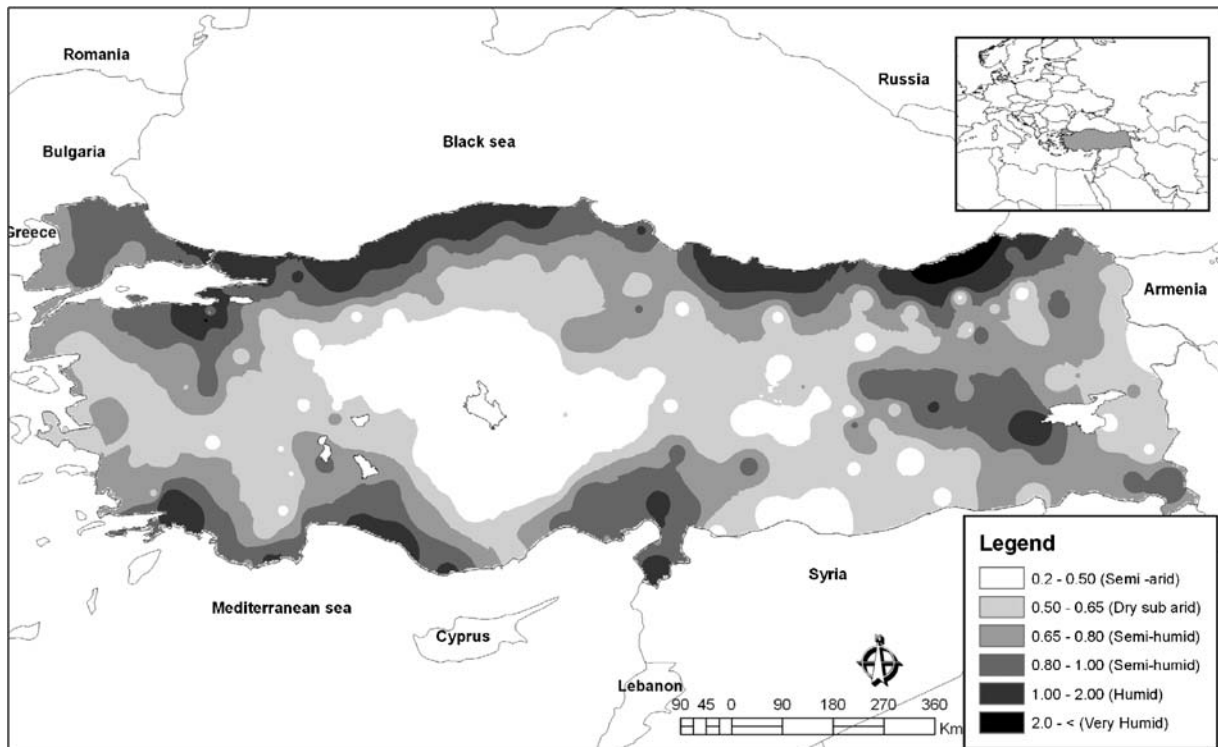 Romania
Russia
Black sea
Bulgaria
Greece
Armenia
Legend
0.2 - 0.50 (Semi -arid)
0.50 - 0.65 (Dry sub arid)
0.65 - 0.80 (Semi-humid)
0.80 - 1.00 (Semi-humid)
1.00 - 2.00 (Humid)
2.0 - < (Very Humid)
Syria
Mediterranean sea
Cyprus
Lebanon
90 45 0 90 180 270 360
Km